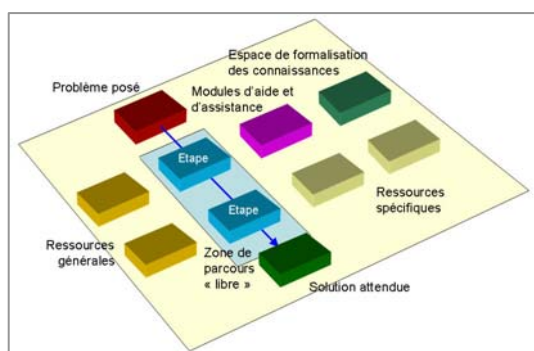 Espace de formalisation
des connaissances
Problème posé
Modules d'aide et
d'assistance
Etape
Etape
Ressources
spécifiques
Ressources
générales
Zone de
parcours
« libre »
Solution attendue